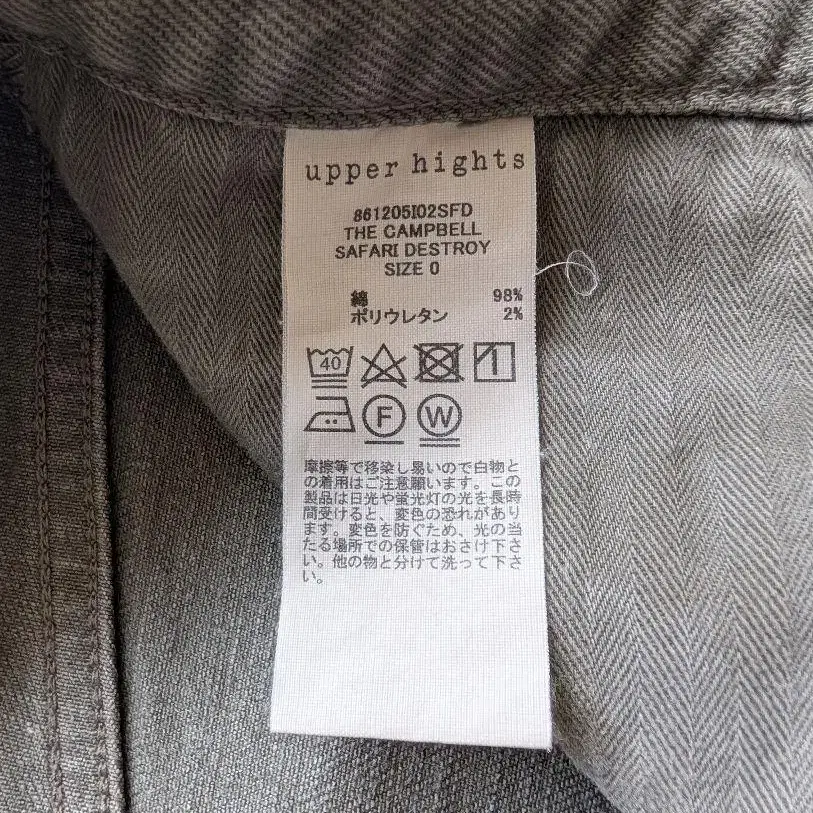 upper hights
861205I02SFD
THE CAMPBELL
SAFARI DESTROY
SIZE 0
綿 98%
ポリウレタン 2%
40
F W
摩擦等で移染し易いので白物と
の着用はご注意願います。この
製品は日光や蛍光灯の光を長時
間受けると、変色の恐れがあり
ます。変色を防ぐため、光の当
たる場所での保管はおさけ下さ
い。他の物と分けて洗って下さ
い。